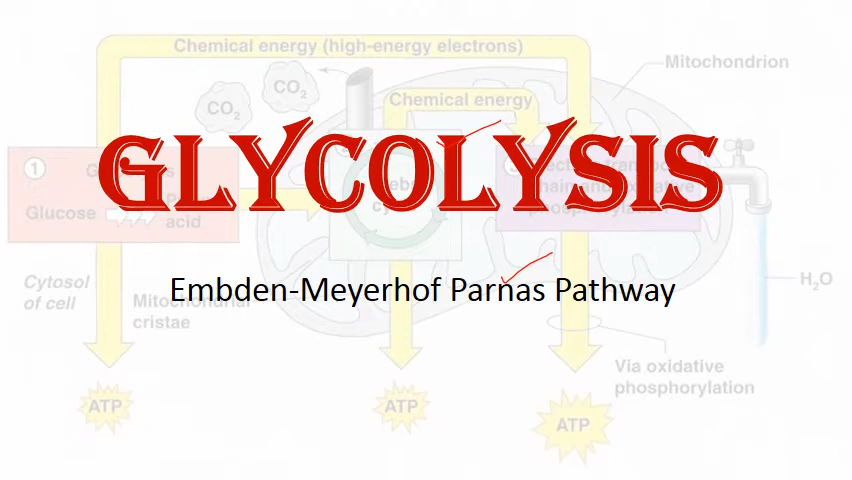 Chemical energy (high-energy electrons)
Mitochondrion
CO2
CO2
Chemical energy
GLYCOLYSIS
1
Glucose
acid
Embden-Meyerhof Parnas Pathway
Cytosol
of cell
Mitochondrial
cristae
H2O
Via oxidative
phosphorylation
ATP
ATP
ATP